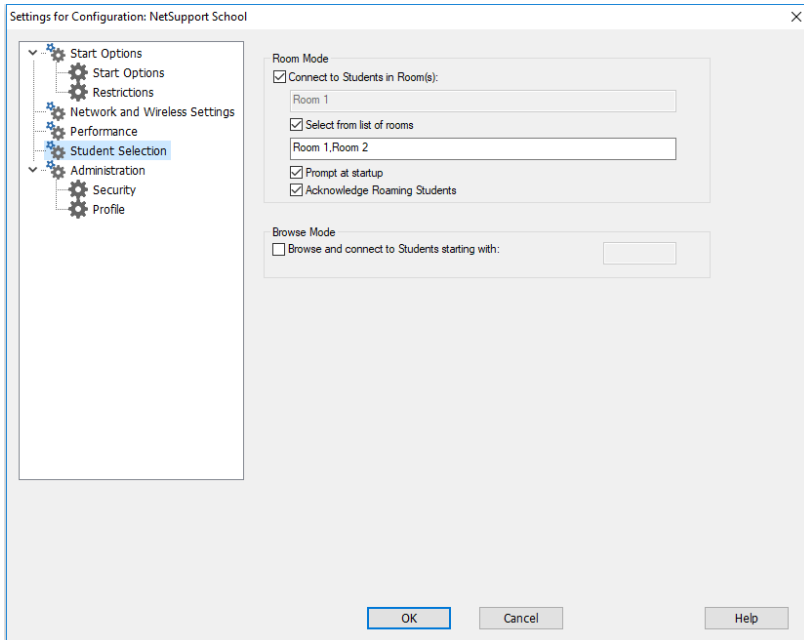 Settings for Configuration: NetSupport School
Start Options
Start Options
Restrictions
Network and Wireless Settings
Performance
Student Selection
Administration
Security
Profile
Room Mode
Connect to Students in Room(s):
Room 1
Select from list of rooms
Room 1,Room 2
Prompt at startup
Acknowledge Roaming Students
Browse Mode
Browse and connect to Students starting with:
OK
Cancel
Help